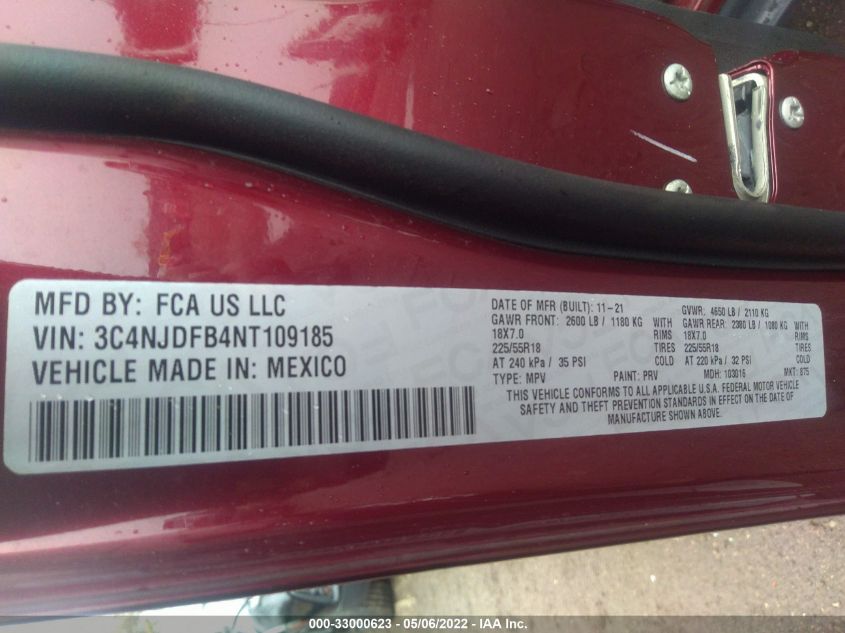 MFD BY: FCA US LLC
VIN: 3C4NJDFB4NT109185
VEHICLE MADE IN: MEXICO
DATE OF MFR (BUILT): 11-21 GVWR: 4650 LB / 2110 KG
GAWR FRONT: 2600 LB / 1180 KG WITH GAWR REAR: 2380 LB / 1080 KG WITH
18X7.0 RIMS 18X7.0 RIMS
225/55R18 TIRES 225/55R18 TIRES
AT 240 kPa / 35 PSI COLD AT 220 kPa / 32 PSI COLD
TYPE: MPV PAINT: PRV MDH: 103016 MKT: 875
THIS VEHICLE CONFORMS TO ALL APPLICABLE U.S.A. FEDERAL MOTOR VEHICLE
SAFETY AND THEFT PREVENTION STANDARDS IN EFFECT ON THE DATE OF
MANUFACTURE SHOWN ABOVE.
000-33000623 - 05/06/2022 - IAA Inc.